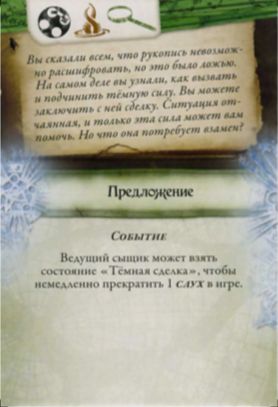 Вы сказали всем, что рукопись невозмож-
но расшифровать, но это было ложью.
На самом деле вы узнали, как вызвать
и подчинить тёмную силу. Вы можете
заключить с ней сделку. Ситуация от-
чаянная, и только эта сила может вам
помочь. Но что она потребует взамен?
Предложение
Событие
Ведущий сыщик может взять
состояние «Тёмная сделка», чтобы
немедленно прекратить 1 слух в игре.